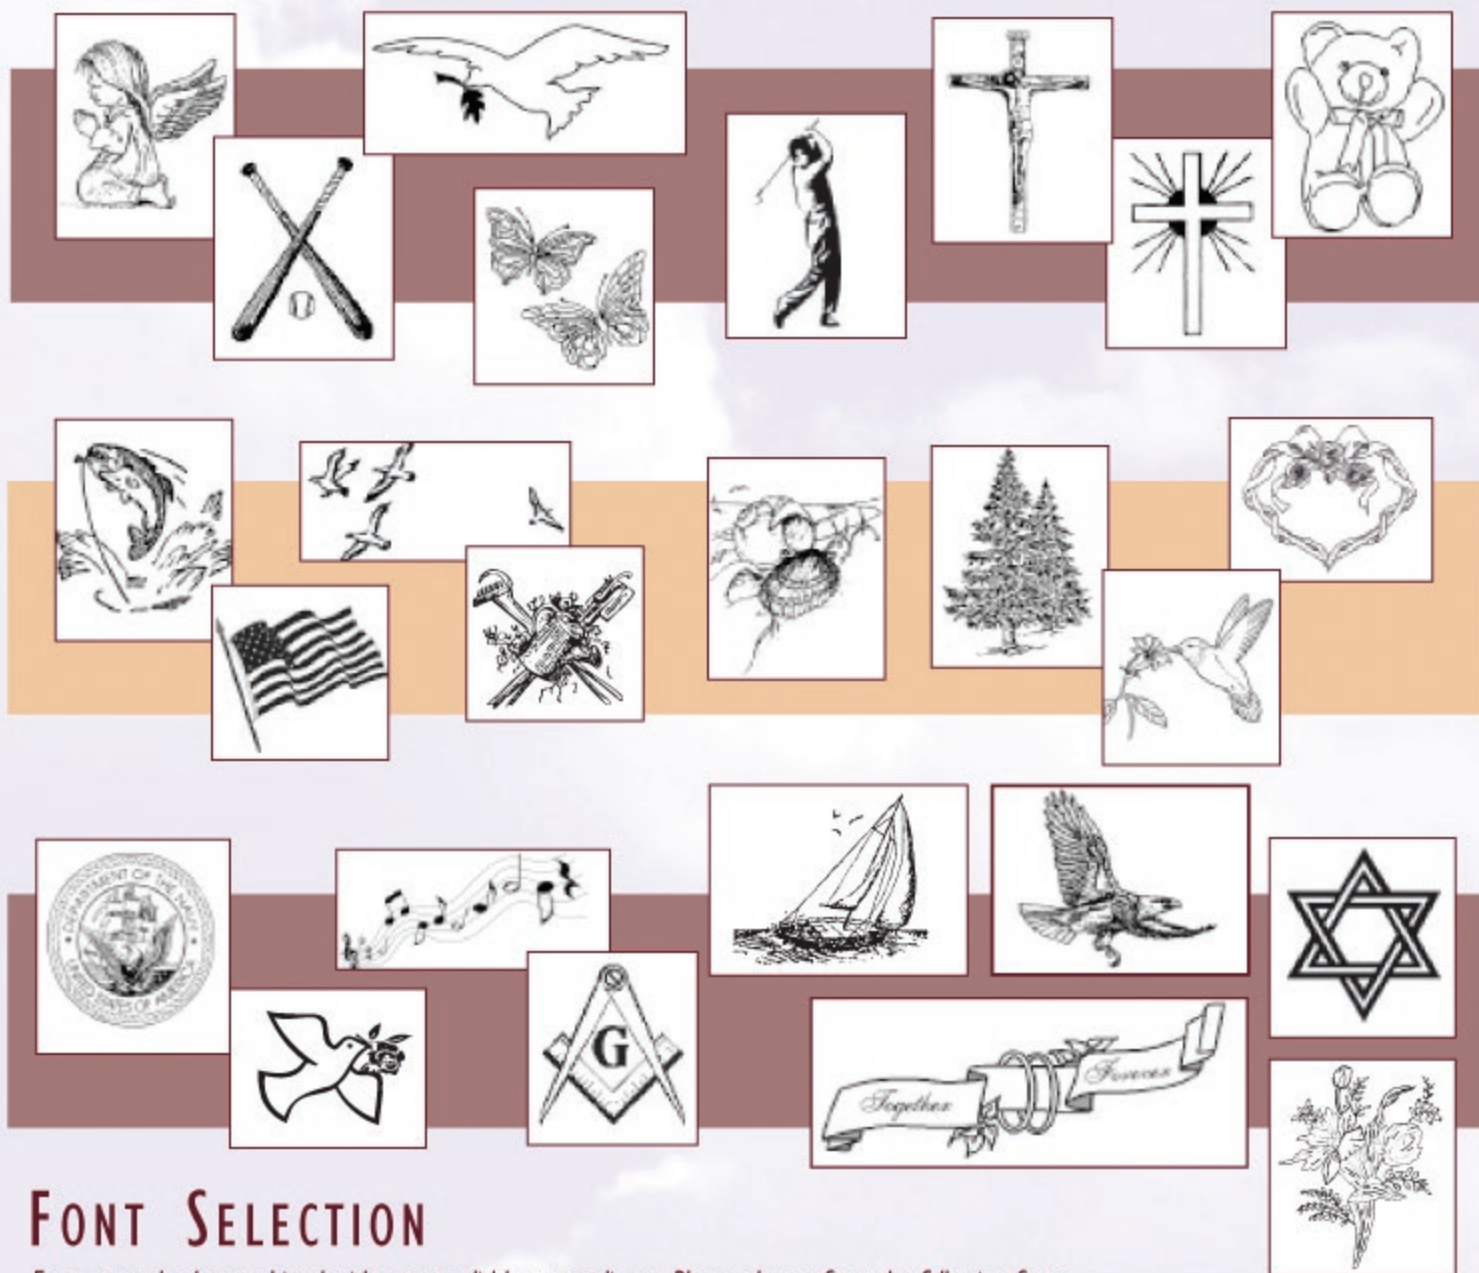 DEPARTMENT OF THE NAVY
UNITED STATES OF AMERICA
G
Together
Forever
FONT SELECTION